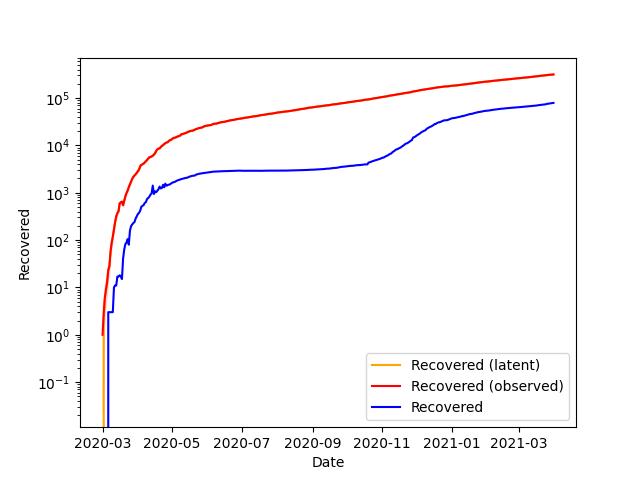 Recovered
10^5
10^4
10^3
10^2
10^1
10^0
10^−1
Recovered (latent)
Recovered (observed)
Recovered
2020-03 2020-05 2020-07 2020-09 2020-11 2021-01 2021-03
Date